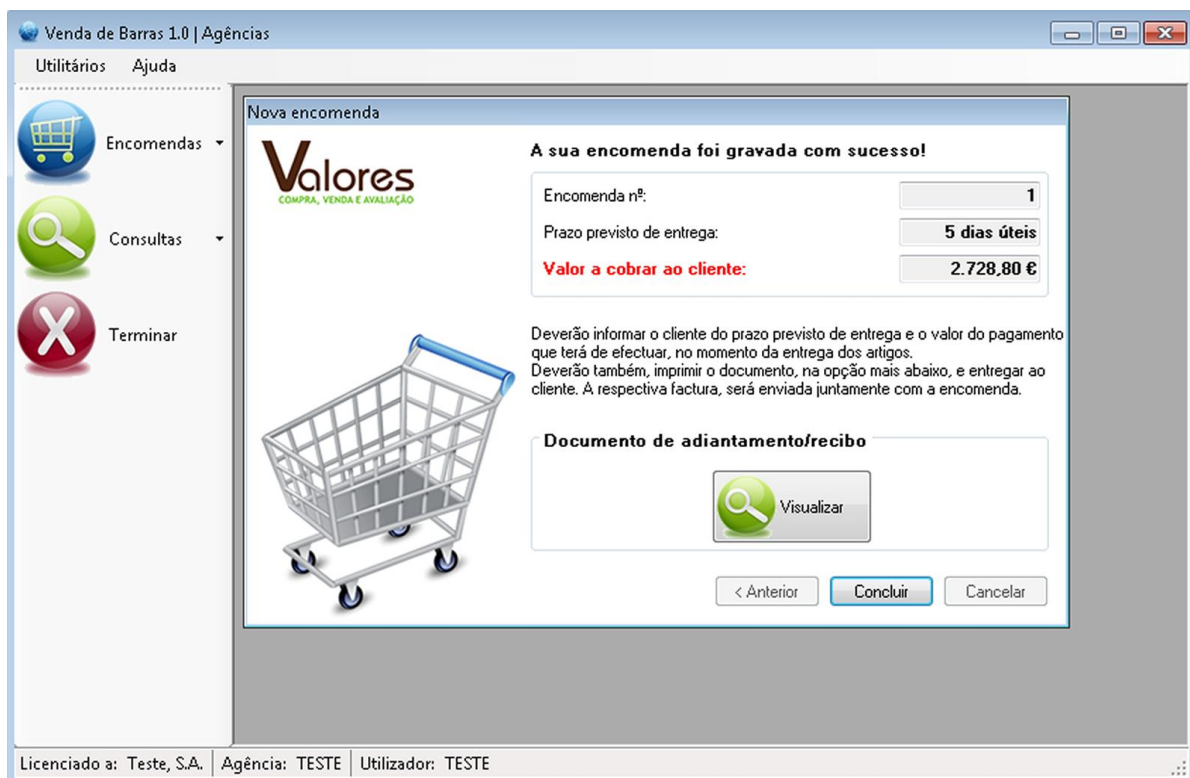 Venda de Barras 1.0 | Agências
Utilitários Ajuda
Encomendas
Consultas
Terminar
Nova encomenda
Valores
COMPRA, VENDA E AVALIAÇÃO
A sua encomenda foi gravada com sucesso!
Encomenda nº: 1
Prazo previsto de entrega: 5 dias úteis
Valor a cobrar ao cliente: 2.728,80 €
Deverão informar o cliente do prazo previsto de entrega e o valor do pagamento
que terá de efectuar, no momento da entrega dos artigos.
Deverão também, imprimir o documento, na opção mais abaixo, e entregar ao
cliente. A respectiva factura, será enviada juntamente com a encomenda.
Documento de adiantamento/recibo
Visualizar
< Anterior Concluir Cancelar
Licenciado a: Teste, S.A. Agência: TESTE Utilizador: TESTE